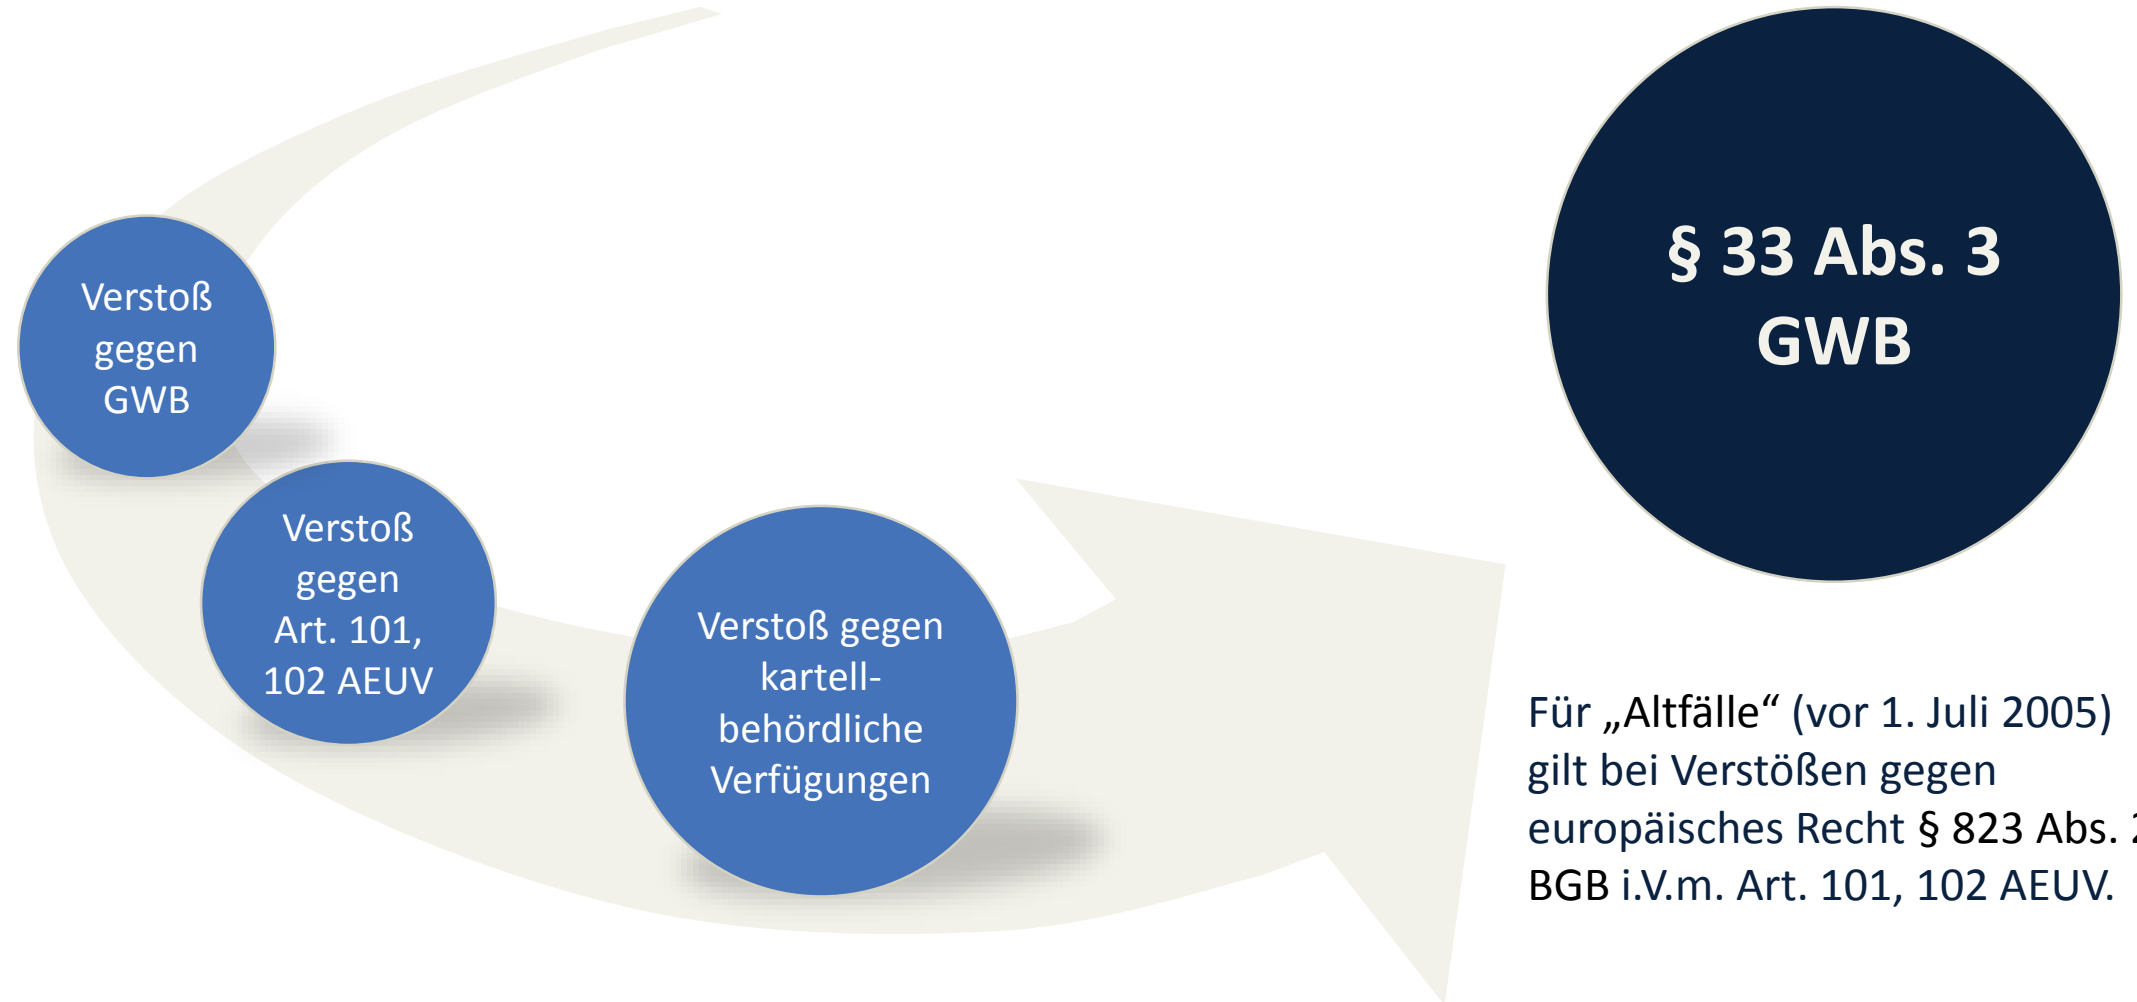 Verstoß
gegen
GWB
Verstoß
gegen
Art. 101,
102 AEUV
Verstoß gegen
kartell-
behördliche
Verfügungen
§ 33 Abs. 3
GWB
Für „Altfälle“ (vor 1. Juli 2005)
gilt bei Verstößen gegen
europäisches Recht § 823 Abs. 2
BGB i.V.m. Art. 101, 102 AEUV.